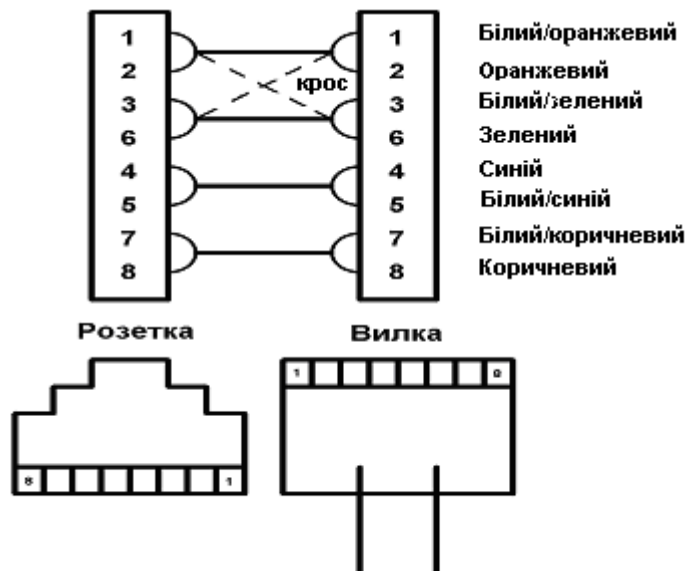 1 1 Білий/оранжевий
2 2 Оранжевий
крос
3 3 Білий/зелений
6 6 Зелений
4 4 Синій
5 5 Білий/синій
7 7 Білий/коричневий
8 8 Коричневий
Розетка Вилка
1 8
8 1